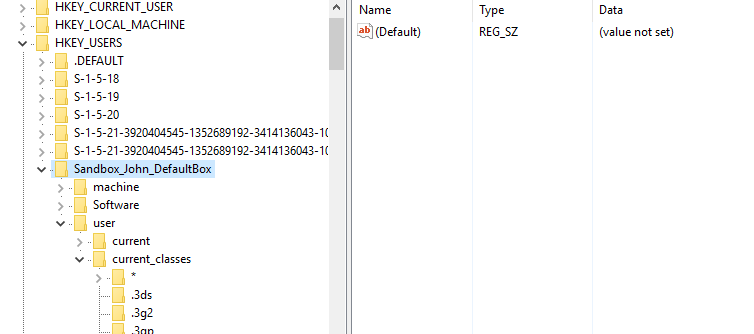 HKEY_CURRENT_USER
HKEY_LOCAL_MACHINE
HKEY_USERS
.DEFAULT
S-1-5-18
S-1-5-19
S-1-5-20
S-1-5-21-3920404545-1352689192-3414136043-10
S-1-5-21-3920404545-1352689192-3414136043-10
Sandbox_John_DefaultBox
machine
Software
user
current
current_classes
*
.3ds
.3g2
.3gp
Name Type Data
ab (Default) REG_SZ (value not set)